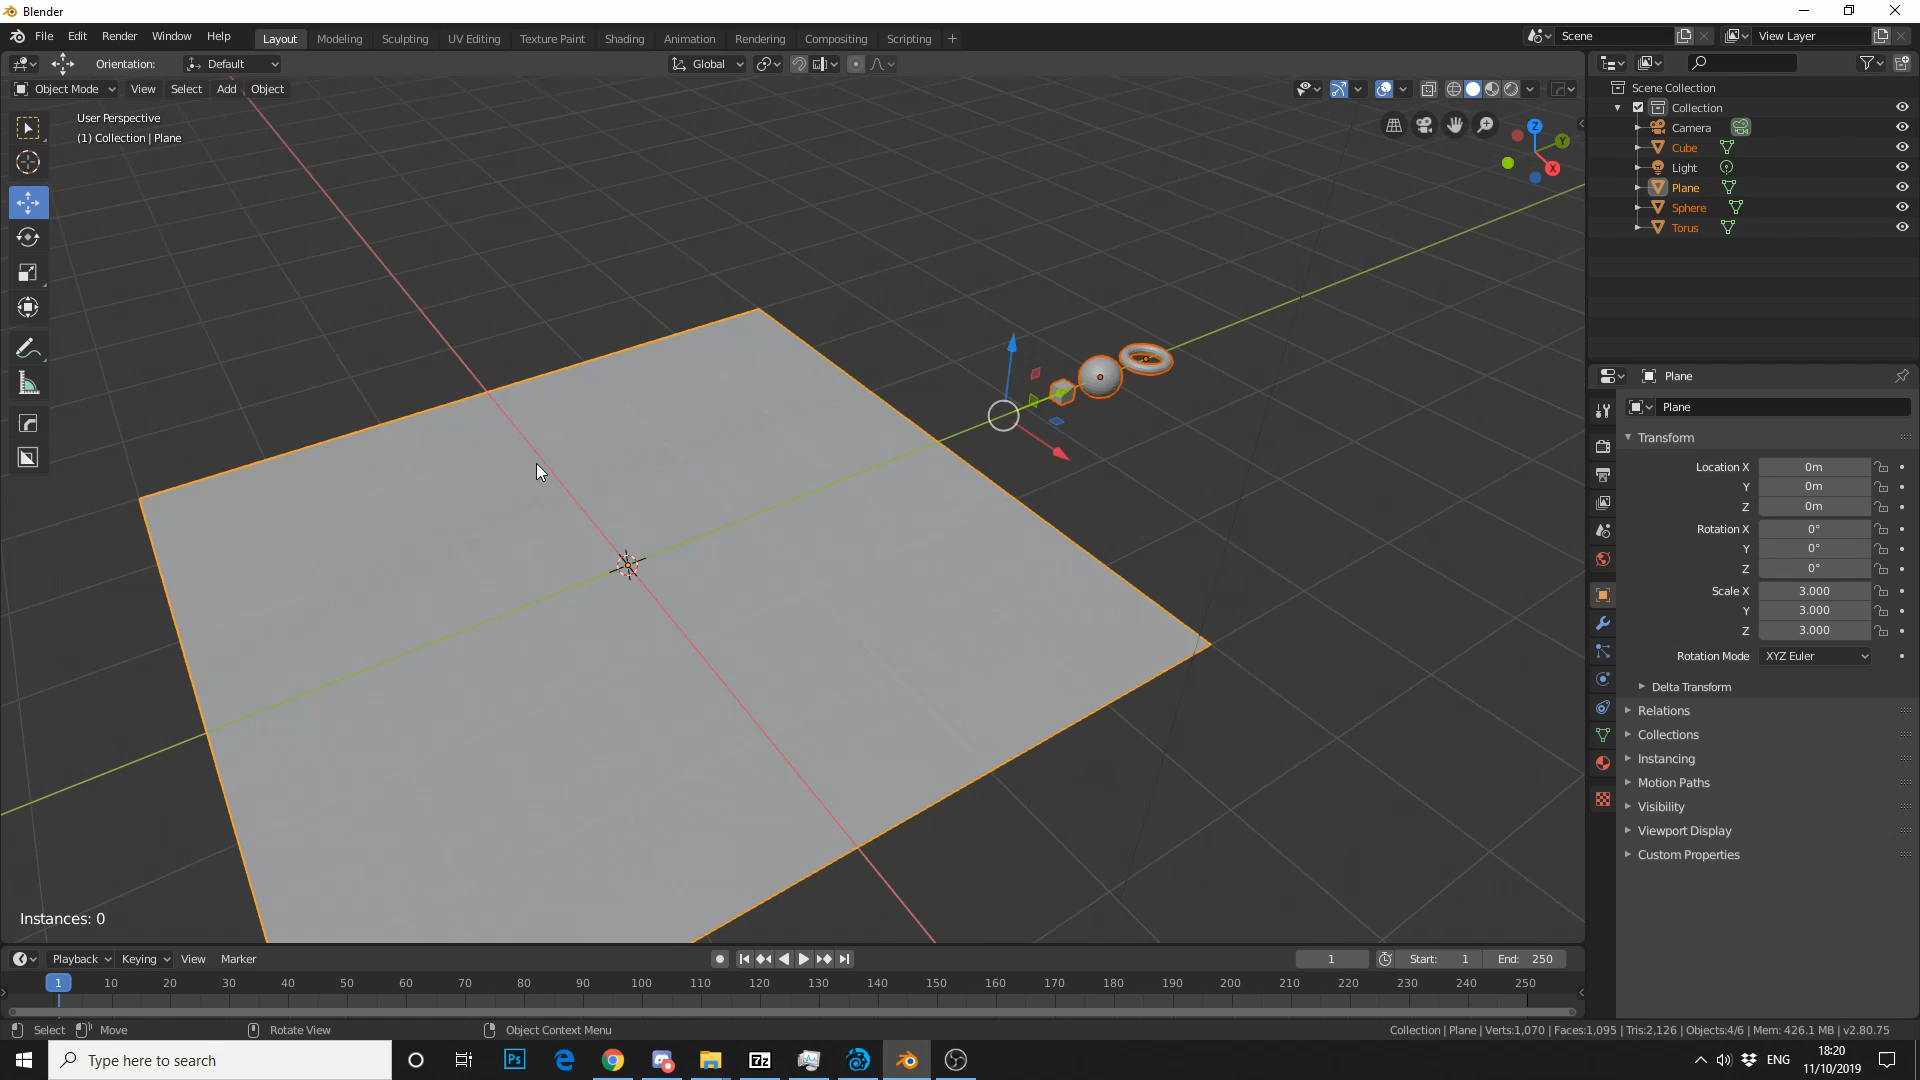 Blender
File Edit Render Window Help
Layout Modeling Sculpting UV Editing Texture Paint Shading Animation Rendering Compositing Scripting +
Scene
View Layer
Orientation: Default
Global
Object Mode View Select Add Object
User Perspective
(1) Collection | Plane
Z
Y
X
Scene Collection
Collection
Camera
Cube
Light
Plane
Sphere
Torus
Plane
Plane
Transform
Location X 0m
Y 0m
Z 0m
Rotation X 0°
Y 0°
Z 0°
Scale X 3.000
Y 3.000
Z 3.000
Rotation Mode XYZ Euler
Delta Transform
Relations
Collections
Instancing
Motion Paths
Visibility
Viewport Display
Custom Properties
Instances: 0
Playback Keying View Marker
1
Start: 1
End: 250
1 10 20 30 40 50 60 70 80 90 100 110 120 130 140 150 160 170 180 190 200 210 220 230 240 250
Select Move Rotate View Object Context Menu
Collection | Plane | Verts:1,070 | Faces:1,095 | Tris:2,126 | Objects:4/6 | Mem: 426.1 MB | v2.80.75
Type here to search
Ps
7z
ENG
18:20
11/10/2019